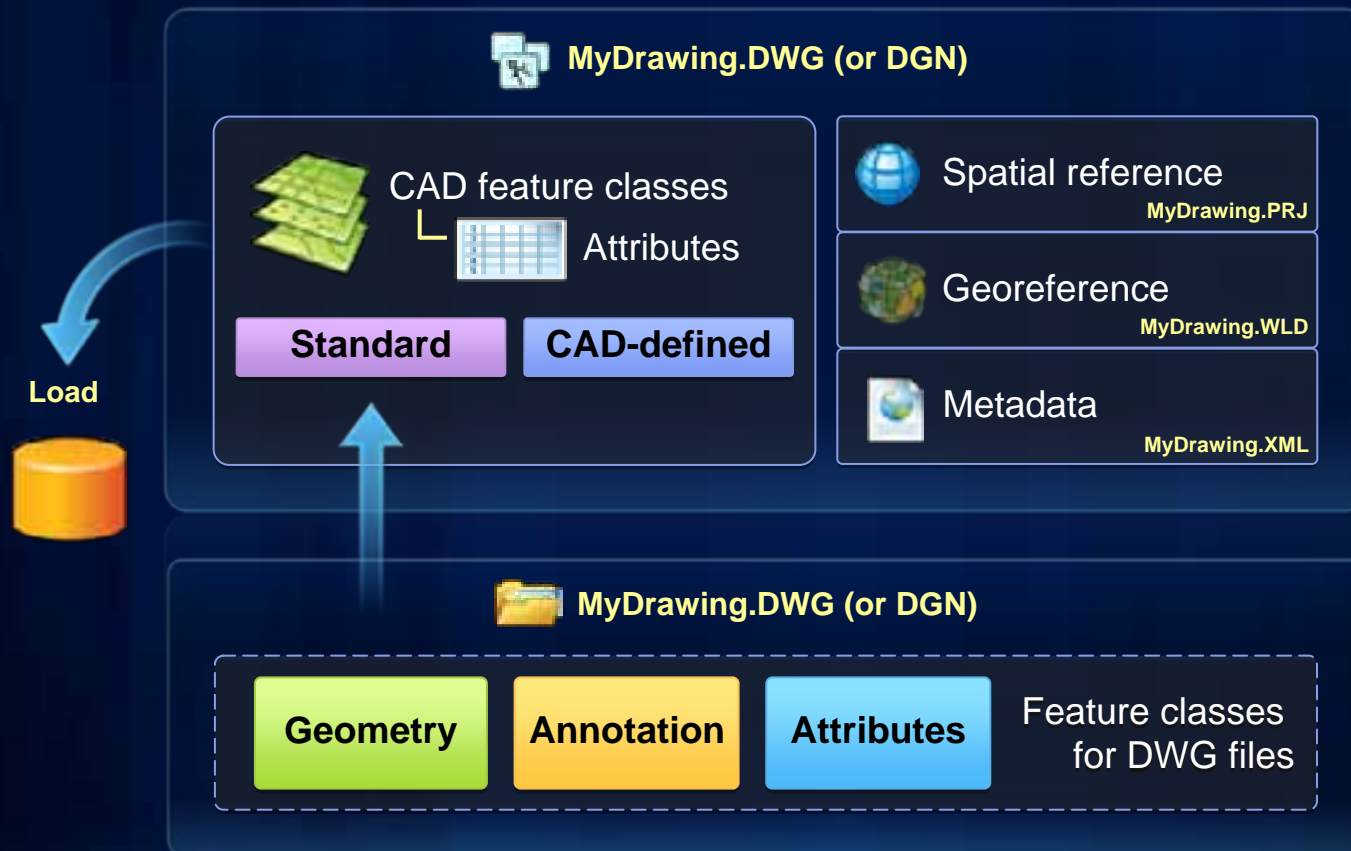 MyDrawing.DWG (or DGN)
CAD feature classes
Attributes
Standard
CAD-defined
Spatial reference
MyDrawing.PRJ
Georeference
MyDrawing.WLD
Metadata
MyDrawing.XML
Load
MyDrawing.DWG (or DGN)
Geometry
Annotation
Attributes
Feature classes
for DWG files